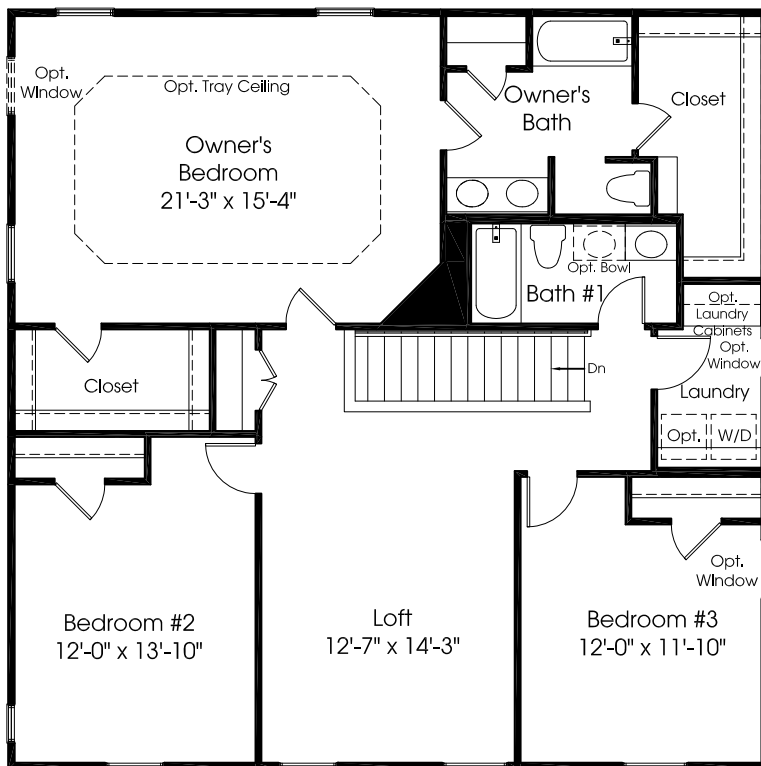 Opt.
Window
Opt. Tray Ceiling
Owner's
Bedroom
21'-3" x 15'-4"
Owner's
Bath
Closet
Opt. Bowl
Bath #1
Opt.
Laundry
Cabinets
Opt.
Window
Laundry
Opt.
W/D
Closet
Dn
Bedroom #2
12'-0" x 13'-10"
Loft
12'-7" x 14'-3"
Opt.
Window
Bedroom #3
12'-0" x 11'-10"